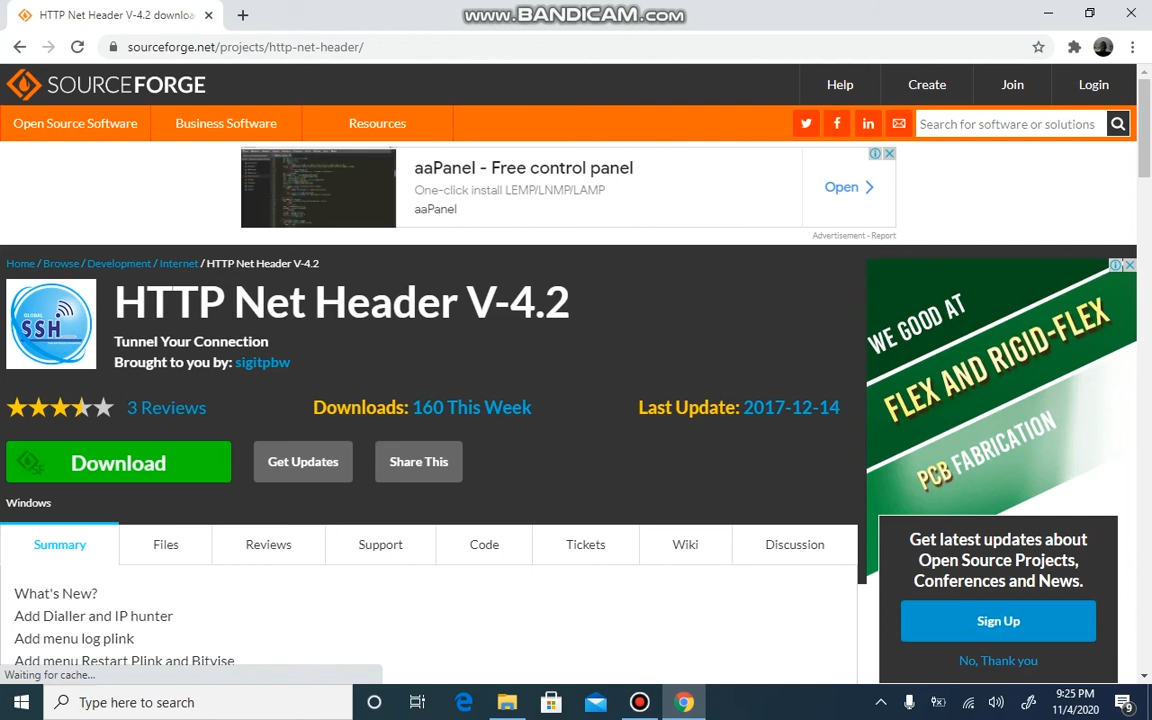 HTTP Net Header V-4.2 downloa
www.BANDICAM.com
sourceforge.net/projects/http-net-header/
SOURCEFORGE
Help
Create
Join
Login
Open Source Software
Business Software
Resources
Search for software or solutions
aaPanel - Free control panel
One-click install LEMP/LNMP/LAMP
aaPanel
Open
Advertisement - Report
Home / Browse / Development / Internet / HTTP Net Header V-4.2
GLOBAL
SSH
HTTP Net Header V-4.2
Tunnel Your Connection
Brought to you by: sigitpbw
3 Reviews
Downloads: 160 This Week
Last Update: 2017-12-14
Download
Get Updates
Share This
Windows
WE GOOD AT
FLEX AND RIGID-FLEX
PCB FABRICATION
Summary
Files
Reviews
Support
Code
Tickets
Wiki
Discussion
What's New?
Add Dialler and IP hunter
Add menu log plink
Add menu Restart Plink and Bitvise
Get latest updates about
Open Source Projects,
Conferences and News.
Sign Up
No, Thank you
Waiting for cache...
Type here to search
9:25 PM
11/4/2020
9